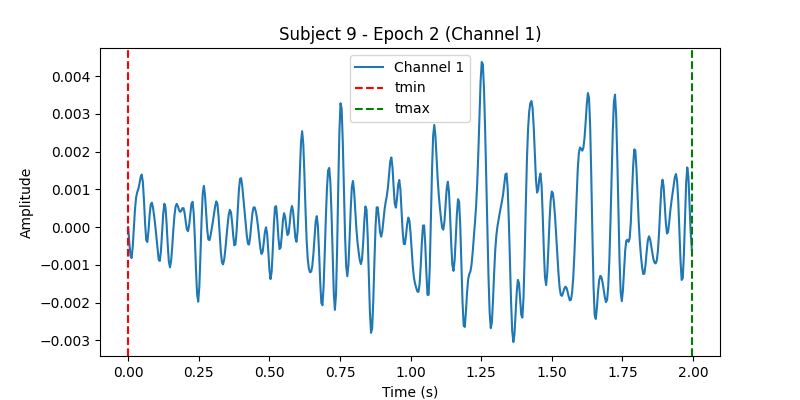 Subject 9 - Epoch 2 (Channel 1)
Channel 1
tmin
tmax
0.004
0.003
0.002
0.001
0.000
−0.001
−0.002
−0.003
Amplitude
0.00 0.25 0.50 0.75 1.00 1.25 1.50 1.75 2.00
Time (s)